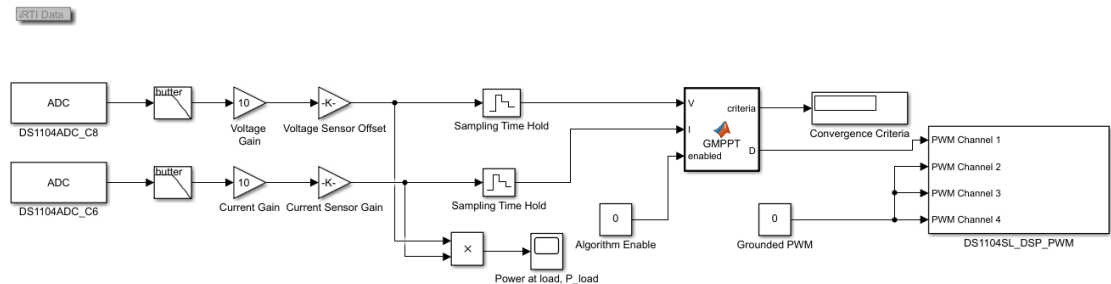 RTI Data
ADC
DS1104ADC_C8
butter
10
Voltage
Gain
-K-
Voltage Sensor Offset
Sampling Time Hold
V
I
enabled
GMPPT
criteria
D
Convergence Criteria
ADC
DS1104ADC_C6
butter
10
Current Gain
-K-
Current Sensor Gain
Sampling Time Hold
0
Algorithm Enable
0
Grounded PWM
PWM Channel 1
PWM Channel 2
PWM Channel 3
PWM Channel 4
DS1104SL_DSP_PWM
×
Power at load, P_load